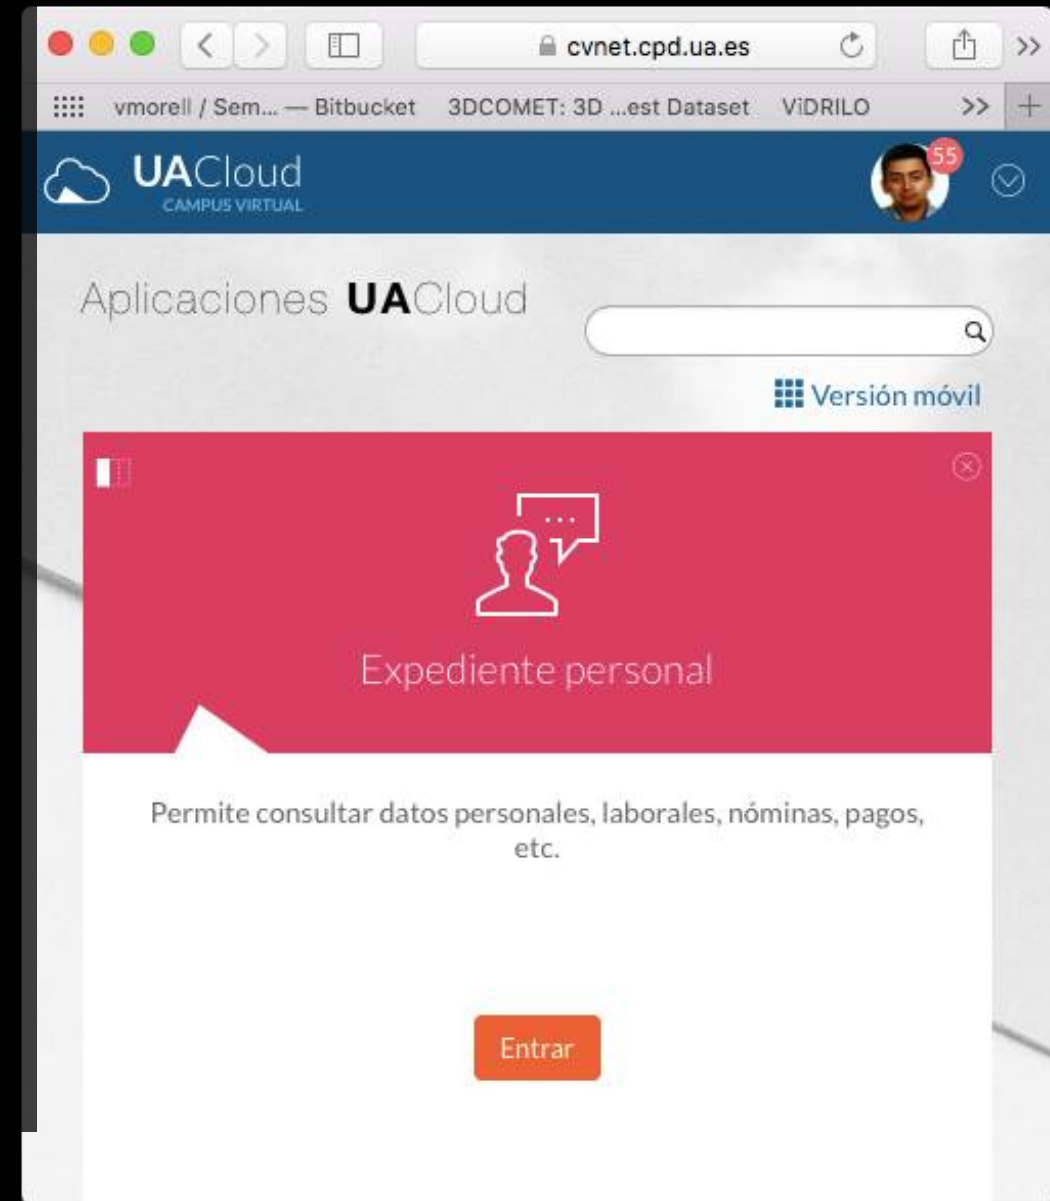 cvnet.cpd.ua.es
vmorell / Sem... — Bitbucket 3DCOMET: 3D ...est Dataset ViDRILO >> +
UACloud 55
CAMPUS VIRTUAL
Aplicaciones UACloud
Versión móvil
Expediente personal
Permite consultar datos personales, laborales, nóminas, pagos,
etc.
Entrar